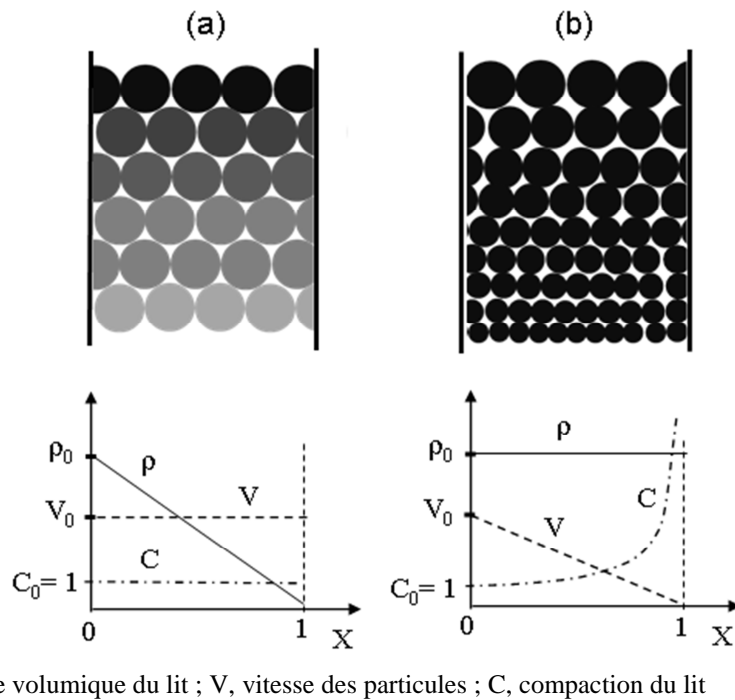 (a)
(b)
ρ₀
ρ
V₀
V
C
C₀= 1
0
1
X
ρ₀
ρ
V₀
V
C
C₀= 1
0
1
X
e volumique du lit ; V, vitesse des particules ; C, compaction du lit